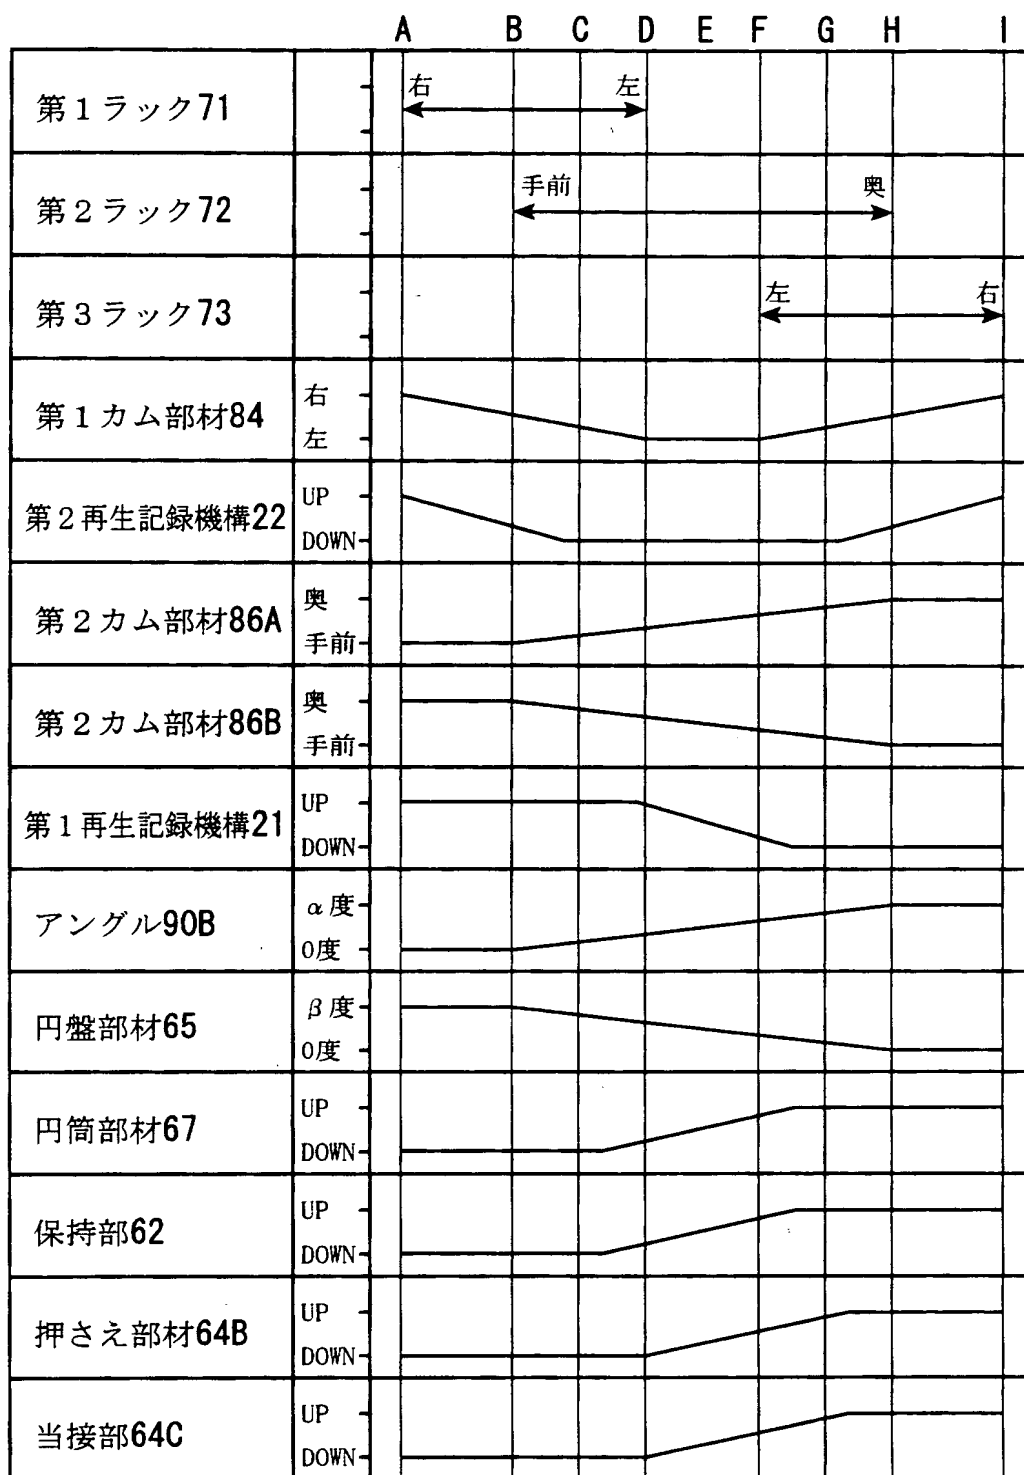 A B C D E F G H I
第1ラック71 右 左
第2ラック72 手前 奥
第3ラック73 左 右
第1カム部材84 右
左
第2再生記録機構22 UP
DOWN
第2カム部材86A 奥
手前
第2カム部材86B 奥
手前
第1再生記録機構21 UP
DOWN
アングル90B α度
0度
円盤部材65 β度
0度
円筒部材67 UP
DOWN
保持部62 UP
DOWN
押さえ部材64B UP
DOWN
当接部64C UP
DOWN